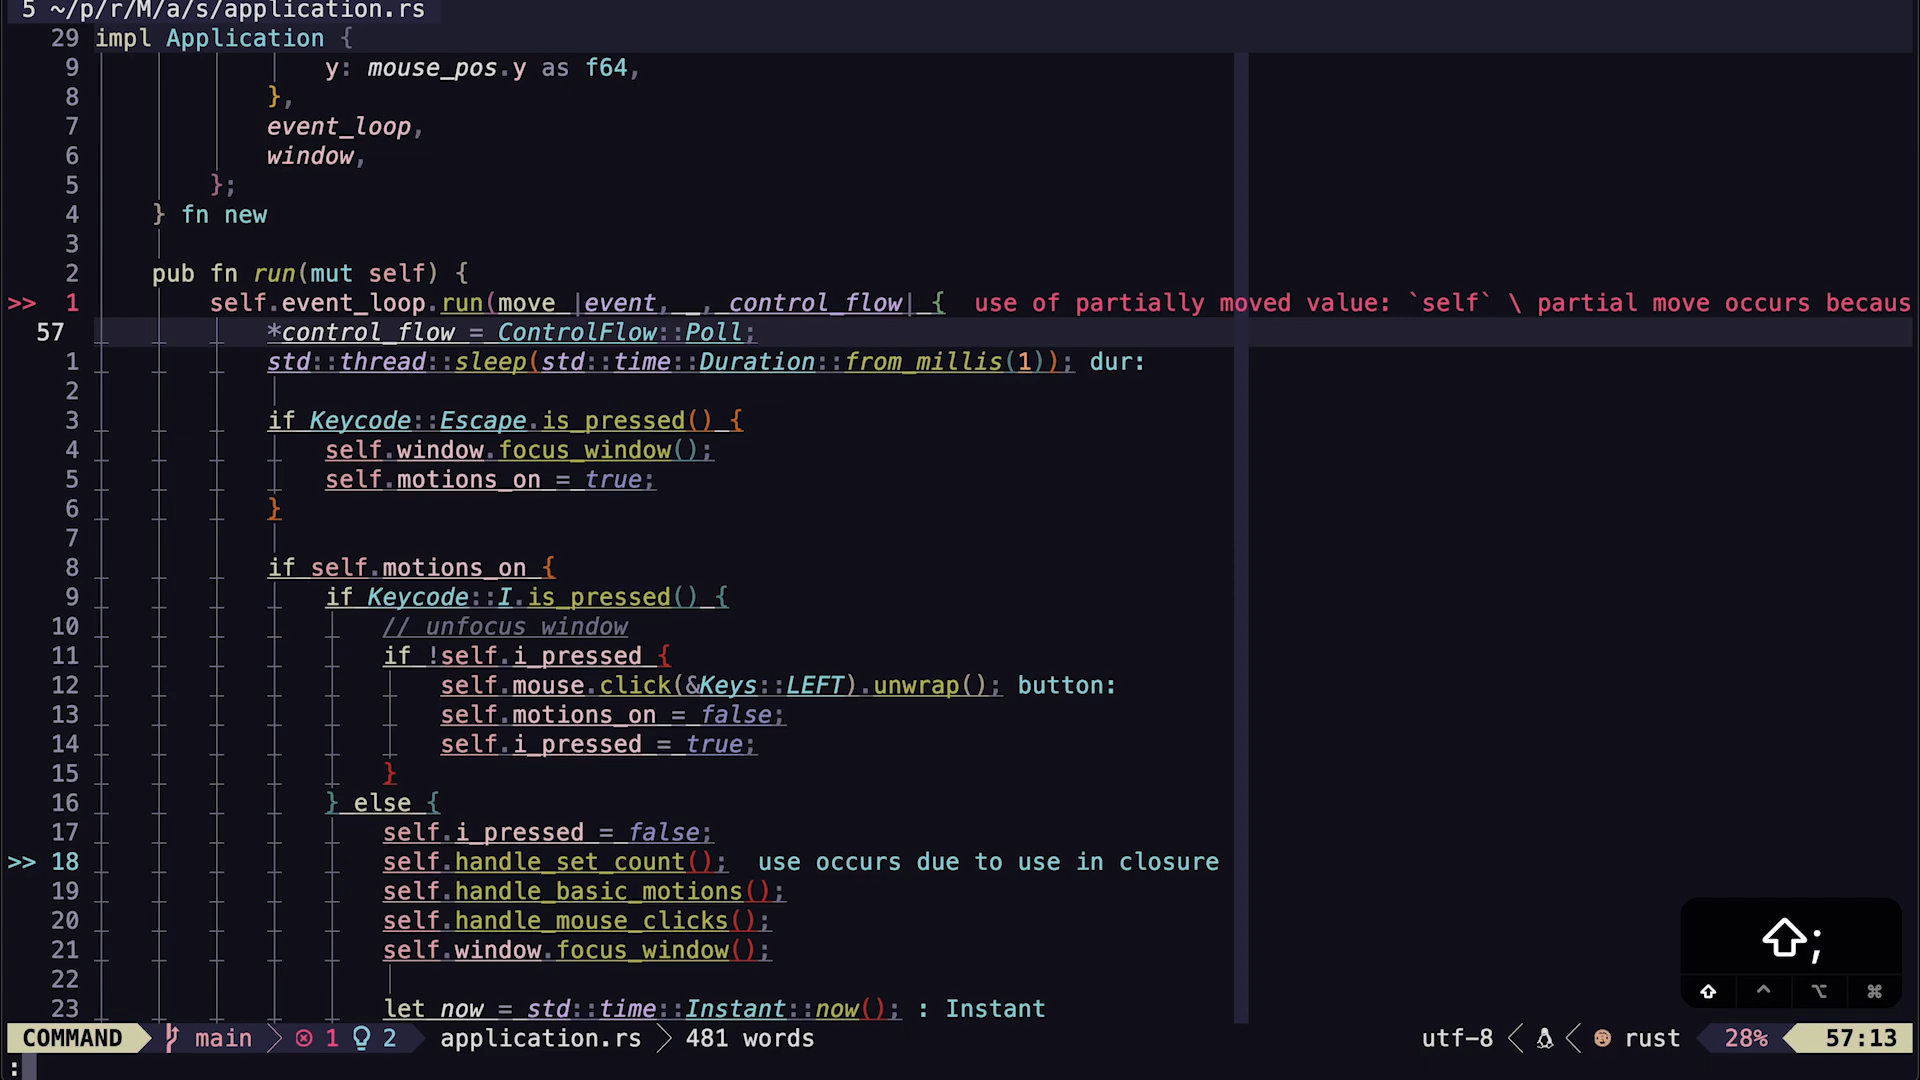 5 ~/p/r/M/a/s/application.rs
29 impl Application {
9 y: mouse_pos.y as f64,
8 },
7 event_loop,
6 window,
5 };
4 } fn new
3
2 pub fn run(mut self) {
>> 1 self.event_loop.run(move |event, _, control_flow| { use of partially moved value: `self` \ partial move occurs becaus
57 *control_flow = ControlFlow::Poll;
1 std::thread::sleep(std::time::Duration::from_millis(1)); dur:
2
3 if Keycode::Escape.is_pressed() {
4 self.window.focus_window();
5 self.motions_on = true;
6 }
7
8 if self.motions_on {
9 if Keycode::I.is_pressed() {
10 // unfocus window
11 if !self.i_pressed {
12 self.mouse.click(&Keys::LEFT).unwrap(); button:
13 self.motions_on = false;
14 self.i_pressed = true;
15 }
16 } else {
17 self.i_pressed = false;
>> 18 self.handle_set_count(); use occurs due to use in closure
19 self.handle_basic_motions();
20 self.handle_mouse_clicks();
21 self.window.focus_window();
22
23 let now = std::time::Instant::now(); : Instant
⇧;
⇧ ^ ⌥ ⌘
COMMAND main 1 2 application.rs 481 words utf-8 rust 28% 57:13
: